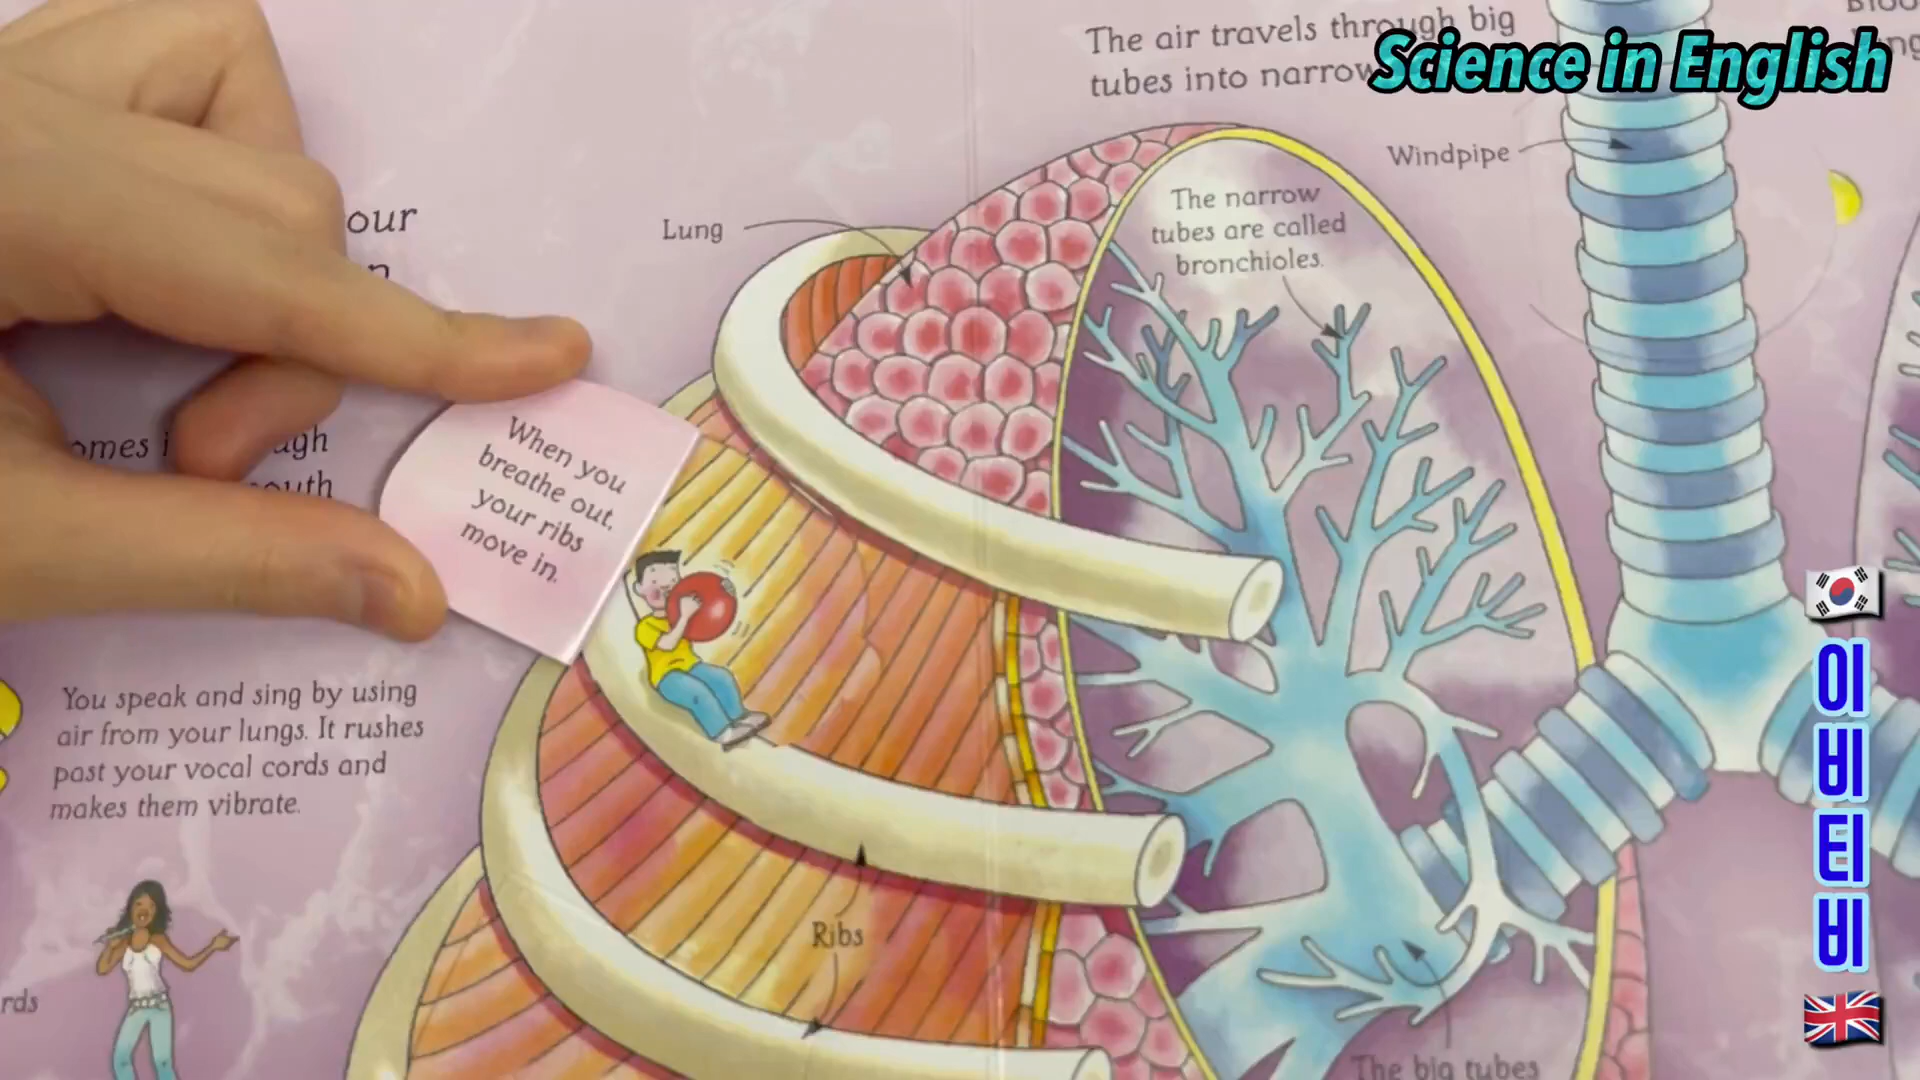 The air travels through big
tubes into narrow
Science in English
Windpipe
The narrow
tubes are called
bronchioles.
Lung
our
When you
breathe out,
your ribs
move in.
You speak and sing by using
air from your lungs. It rushes
past your vocal cords and
makes them vibrate.
Ribs
The big tubes
이비티비